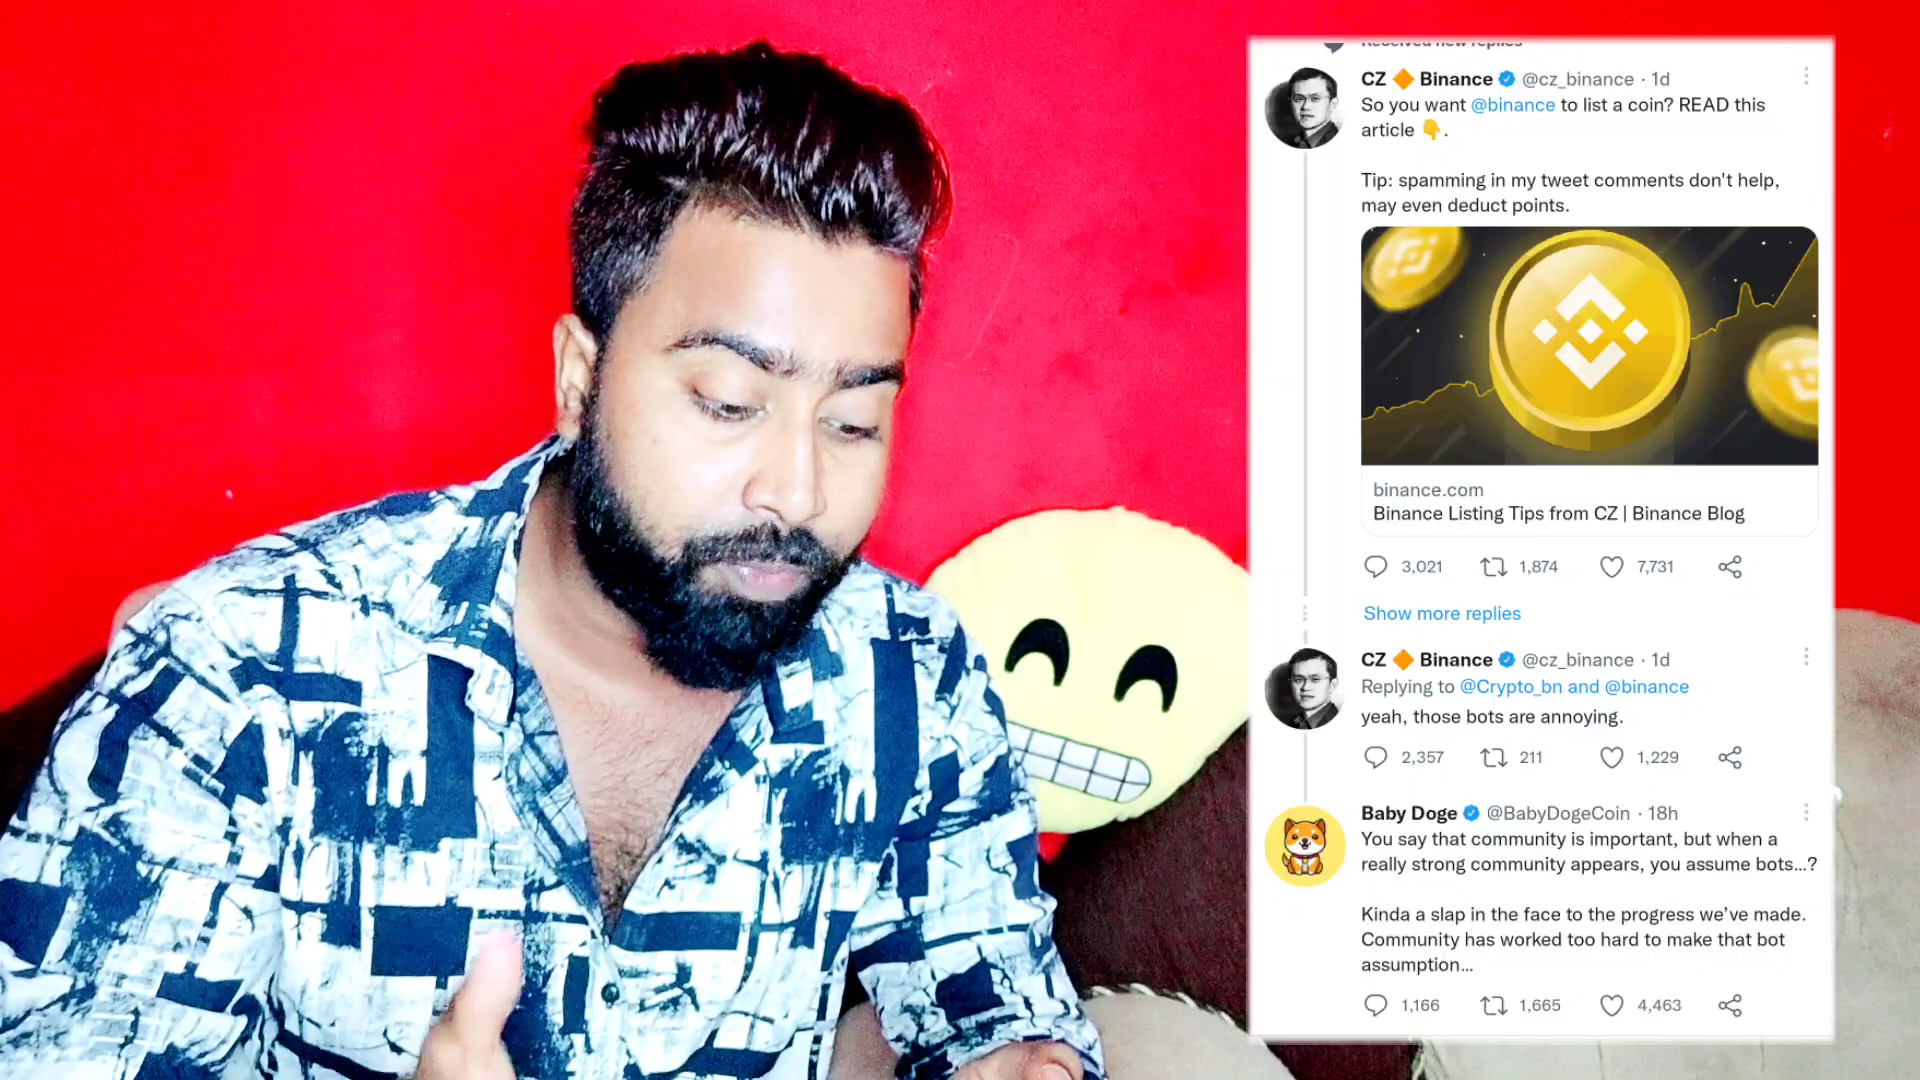 Received new replies
CZ 🔶 Binance @cz_binance · 1d
So you want @binance to list a coin? READ this
article 👇.
Tip: spamming in my tweet comments don't help,
may even deduct points.
binance.com
Binance Listing Tips from CZ | Binance Blog
3,021 1,874 7,731
Show more replies
CZ 🔶 Binance @cz_binance · 1d
Replying to @Crypto_bn and @binance
yeah, those bots are annoying.
2,357 211 1,229
Baby Doge @BabyDogeCoin · 18h
You say that community is important, but when a
really strong community appears, you assume bots...?
Kinda a slap in the face to the progress we’ve made.
Community has worked too hard to make that bot
assumption...
1,166 1,665 4,463